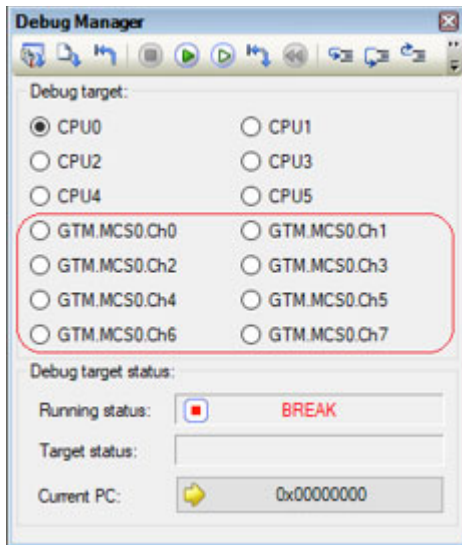 Debug Manager
Debug target:
CPU0 CPU1
CPU2 CPU3
CPU4 CPU5
GTM.MCS0.Ch0 GTM.MCS0.Ch1
GTM.MCS0.Ch2 GTM.MCS0.Ch3
GTM.MCS0.Ch4 GTM.MCS0.Ch5
GTM.MCS0.Ch6 GTM.MCS0.Ch7
Debug target status:
Running status: BREAK
Target status:
Current PC: 0x00000000